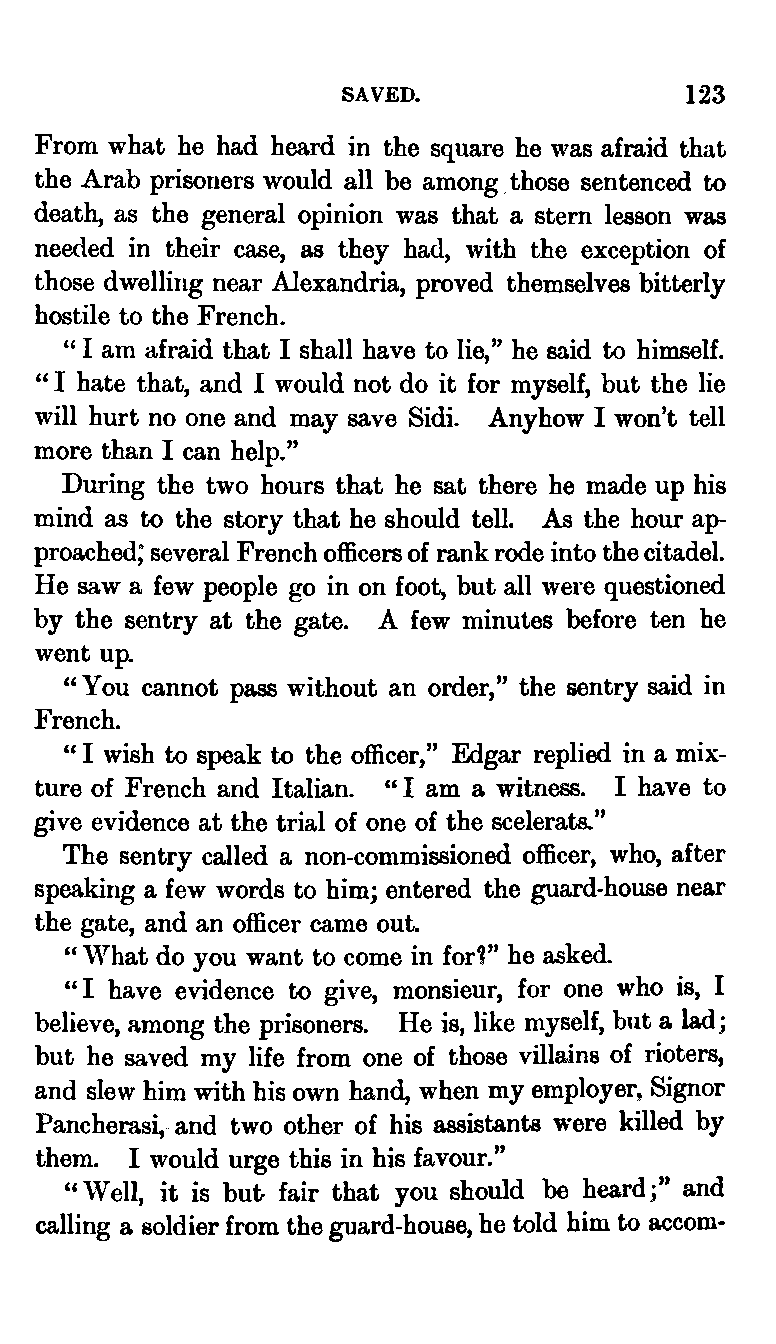 SAVED. 123
From what he had heard in the square he was afraid that
the Arab prisoners would all be among those sentenced to
death, as the general opinion was that a stern lesson was
needed in their case, as they had, with the exception of
those dwelling near Alexandria, proved themselves bitterly
hostile to the French.
"I am afraid that I shall have to lie," he said to himself.
"I hate that, and I would not do it for myself, but the lie
will hurt no one and may save Sidi. Anyhow I won't tell
more than I can help."
During the two hours that he sat there he made up his
mind as to the story that he should tell. As the hour ap-
proached; several French officers of rank rode into the citadel.
He saw a few people go in on foot, but all were questioned
by the sentry at the gate. A few minutes before ten he
went up.
"You cannot pass without an order," the sentry said in
French.
"I wish to speak to the officer," Edgar replied in a mix-
ture of French and Italian. "I am a witness. I have to
give evidence at the trial of one of the scelerats."
The sentry called a non-commissioned officer, who, after
speaking a few words to him; entered the guard-house near
the gate, and an officer came out.
"What do you want to come in for?" he asked.
"I have evidence to give, monsieur, for one who is, I
believe, among the prisoners. He is, like myself, but a lad;
but he saved my life from one of those villains of rioters,
and slew him with his own hand, when my employer, Signor
Pancherasi, and two other of his assistants were killed by
them. I would urge this in his favour."
"Well, it is but fair that you should be heard;" and
calling a soldier from the guard-house, he told him to accom-